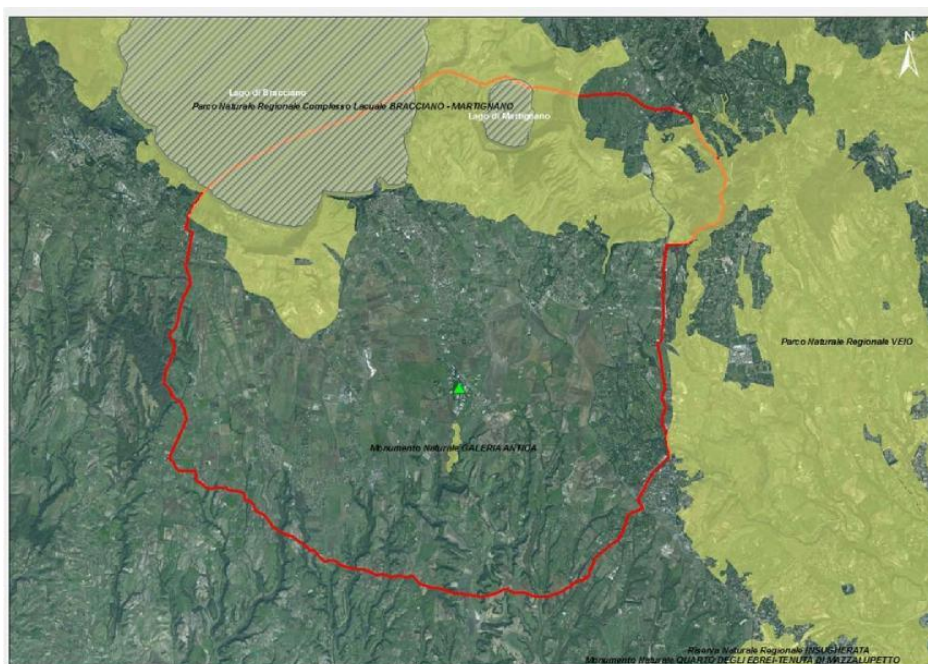 N
Lago di Bracciano
Parco Naturale Regionale Complesso Lacuale BRACCIANO - MARTIGNANO
Lago di Martignano
Parco Naturale Regionale VEIO
Monumento Naturale GALERIA ANTICA
Riserva Naturale Regionale INSUGHERATA
Monumento Naturale QUARTO DEGLI EBREI-TENUTA DI MAZZALUPETTO